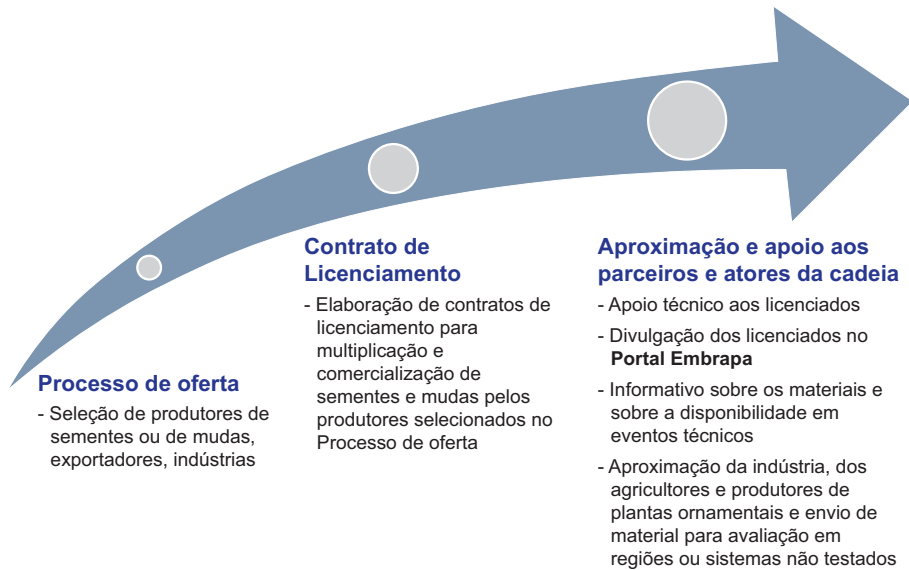 Processo de oferta
- Seleção de produtores de
sementes ou de mudas,
exportadores, indústrias
Contrato de
Licenciamento
- Elaboração de contratos de
licenciamento para
multiplicação e
comercialização de
sementes e mudas pelos
produtores selecionados no
Processo de oferta
Aproximação e apoio aos
parceiros e atores da cadeia
- Apoio técnico aos licenciados
- Divulgação dos licenciados no
Portal Embrapa
- Informativo sobre os materiais e
sobre a disponibilidade em
eventos técnicos
- Aproximação da indústria, dos
agricultores e produtores de
plantas ornamentais e envio de
material para avaliação em
regiões ou sistemas não testados